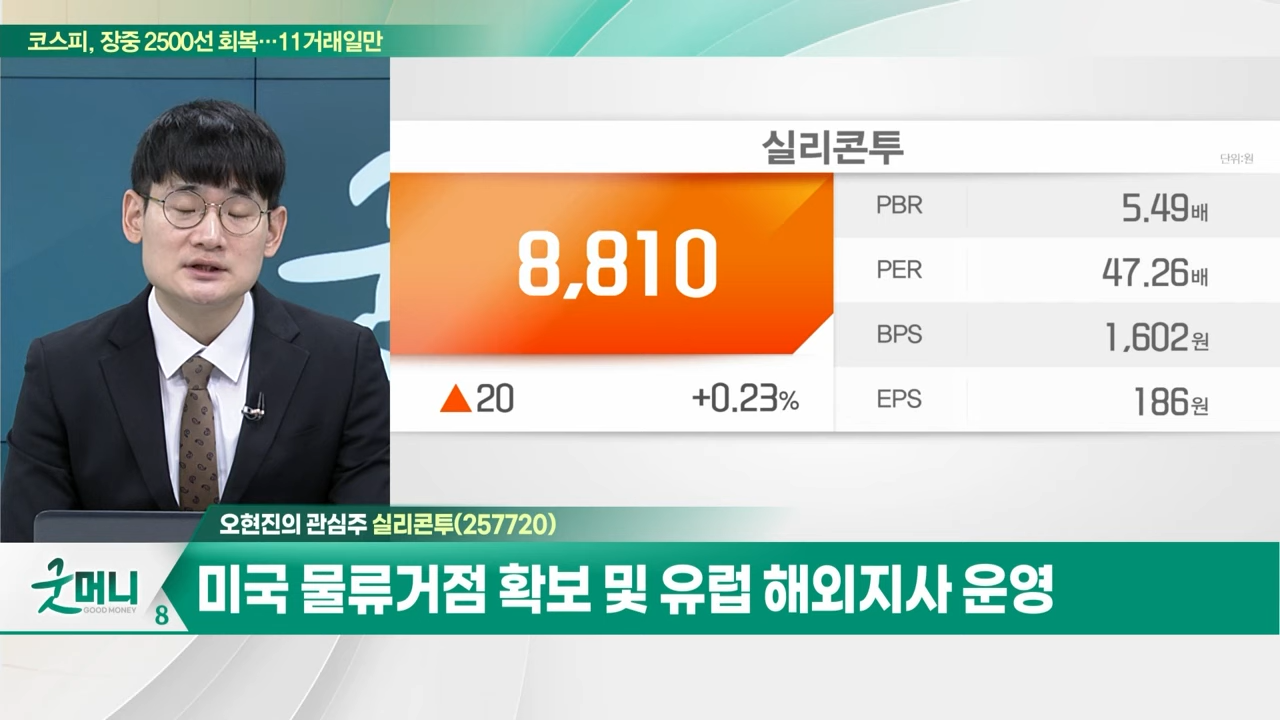 코스피, 장중 2500선 회복…11거래일만
실리콘투
단위:원
8,810
▲20 +0.23%
PBR 5.49배
PER 47.26배
BPS 1,602원
EPS 186원
오현진의 관심주 실리콘투(257720)
굿머니
GOOD MONEY
8
미국 물류거점 확보 및 유럽 해외지사 운영